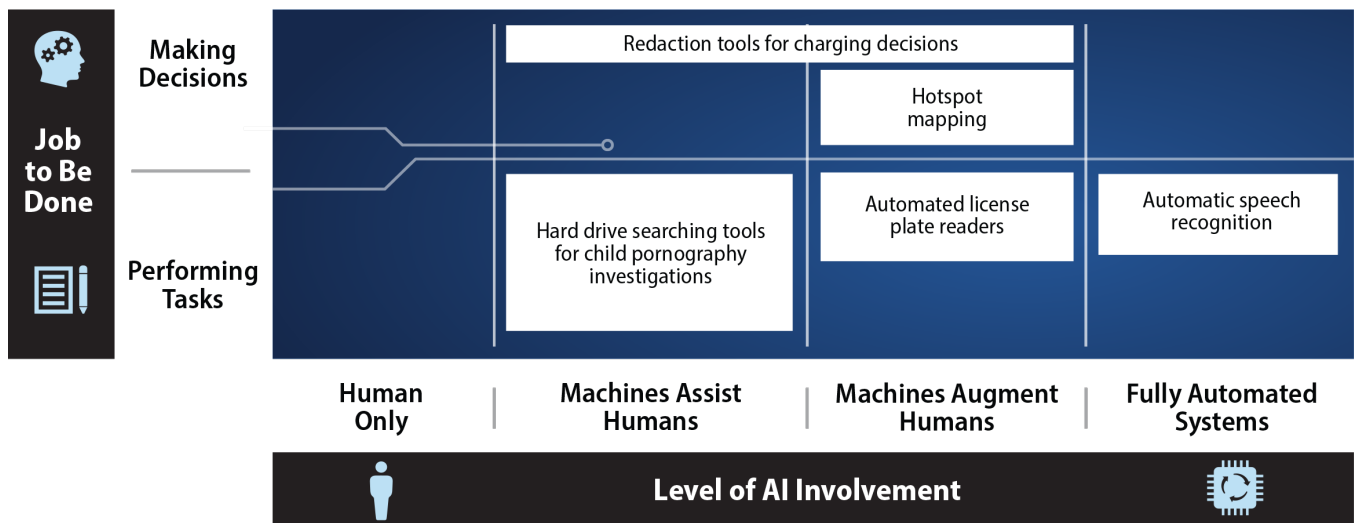 Job
to Be
Done
Making
Decisions
Performing
Tasks
Redaction tools for charging decisions
Hotspot
mapping
Hard drive searching tools
for child pornography
investigations
Automated license
plate readers
Automatic speech
recognition
Human
Only
Machines Assist
Humans
Machines Augment
Humans
Fully Automated
Systems
Level of AI Involvement